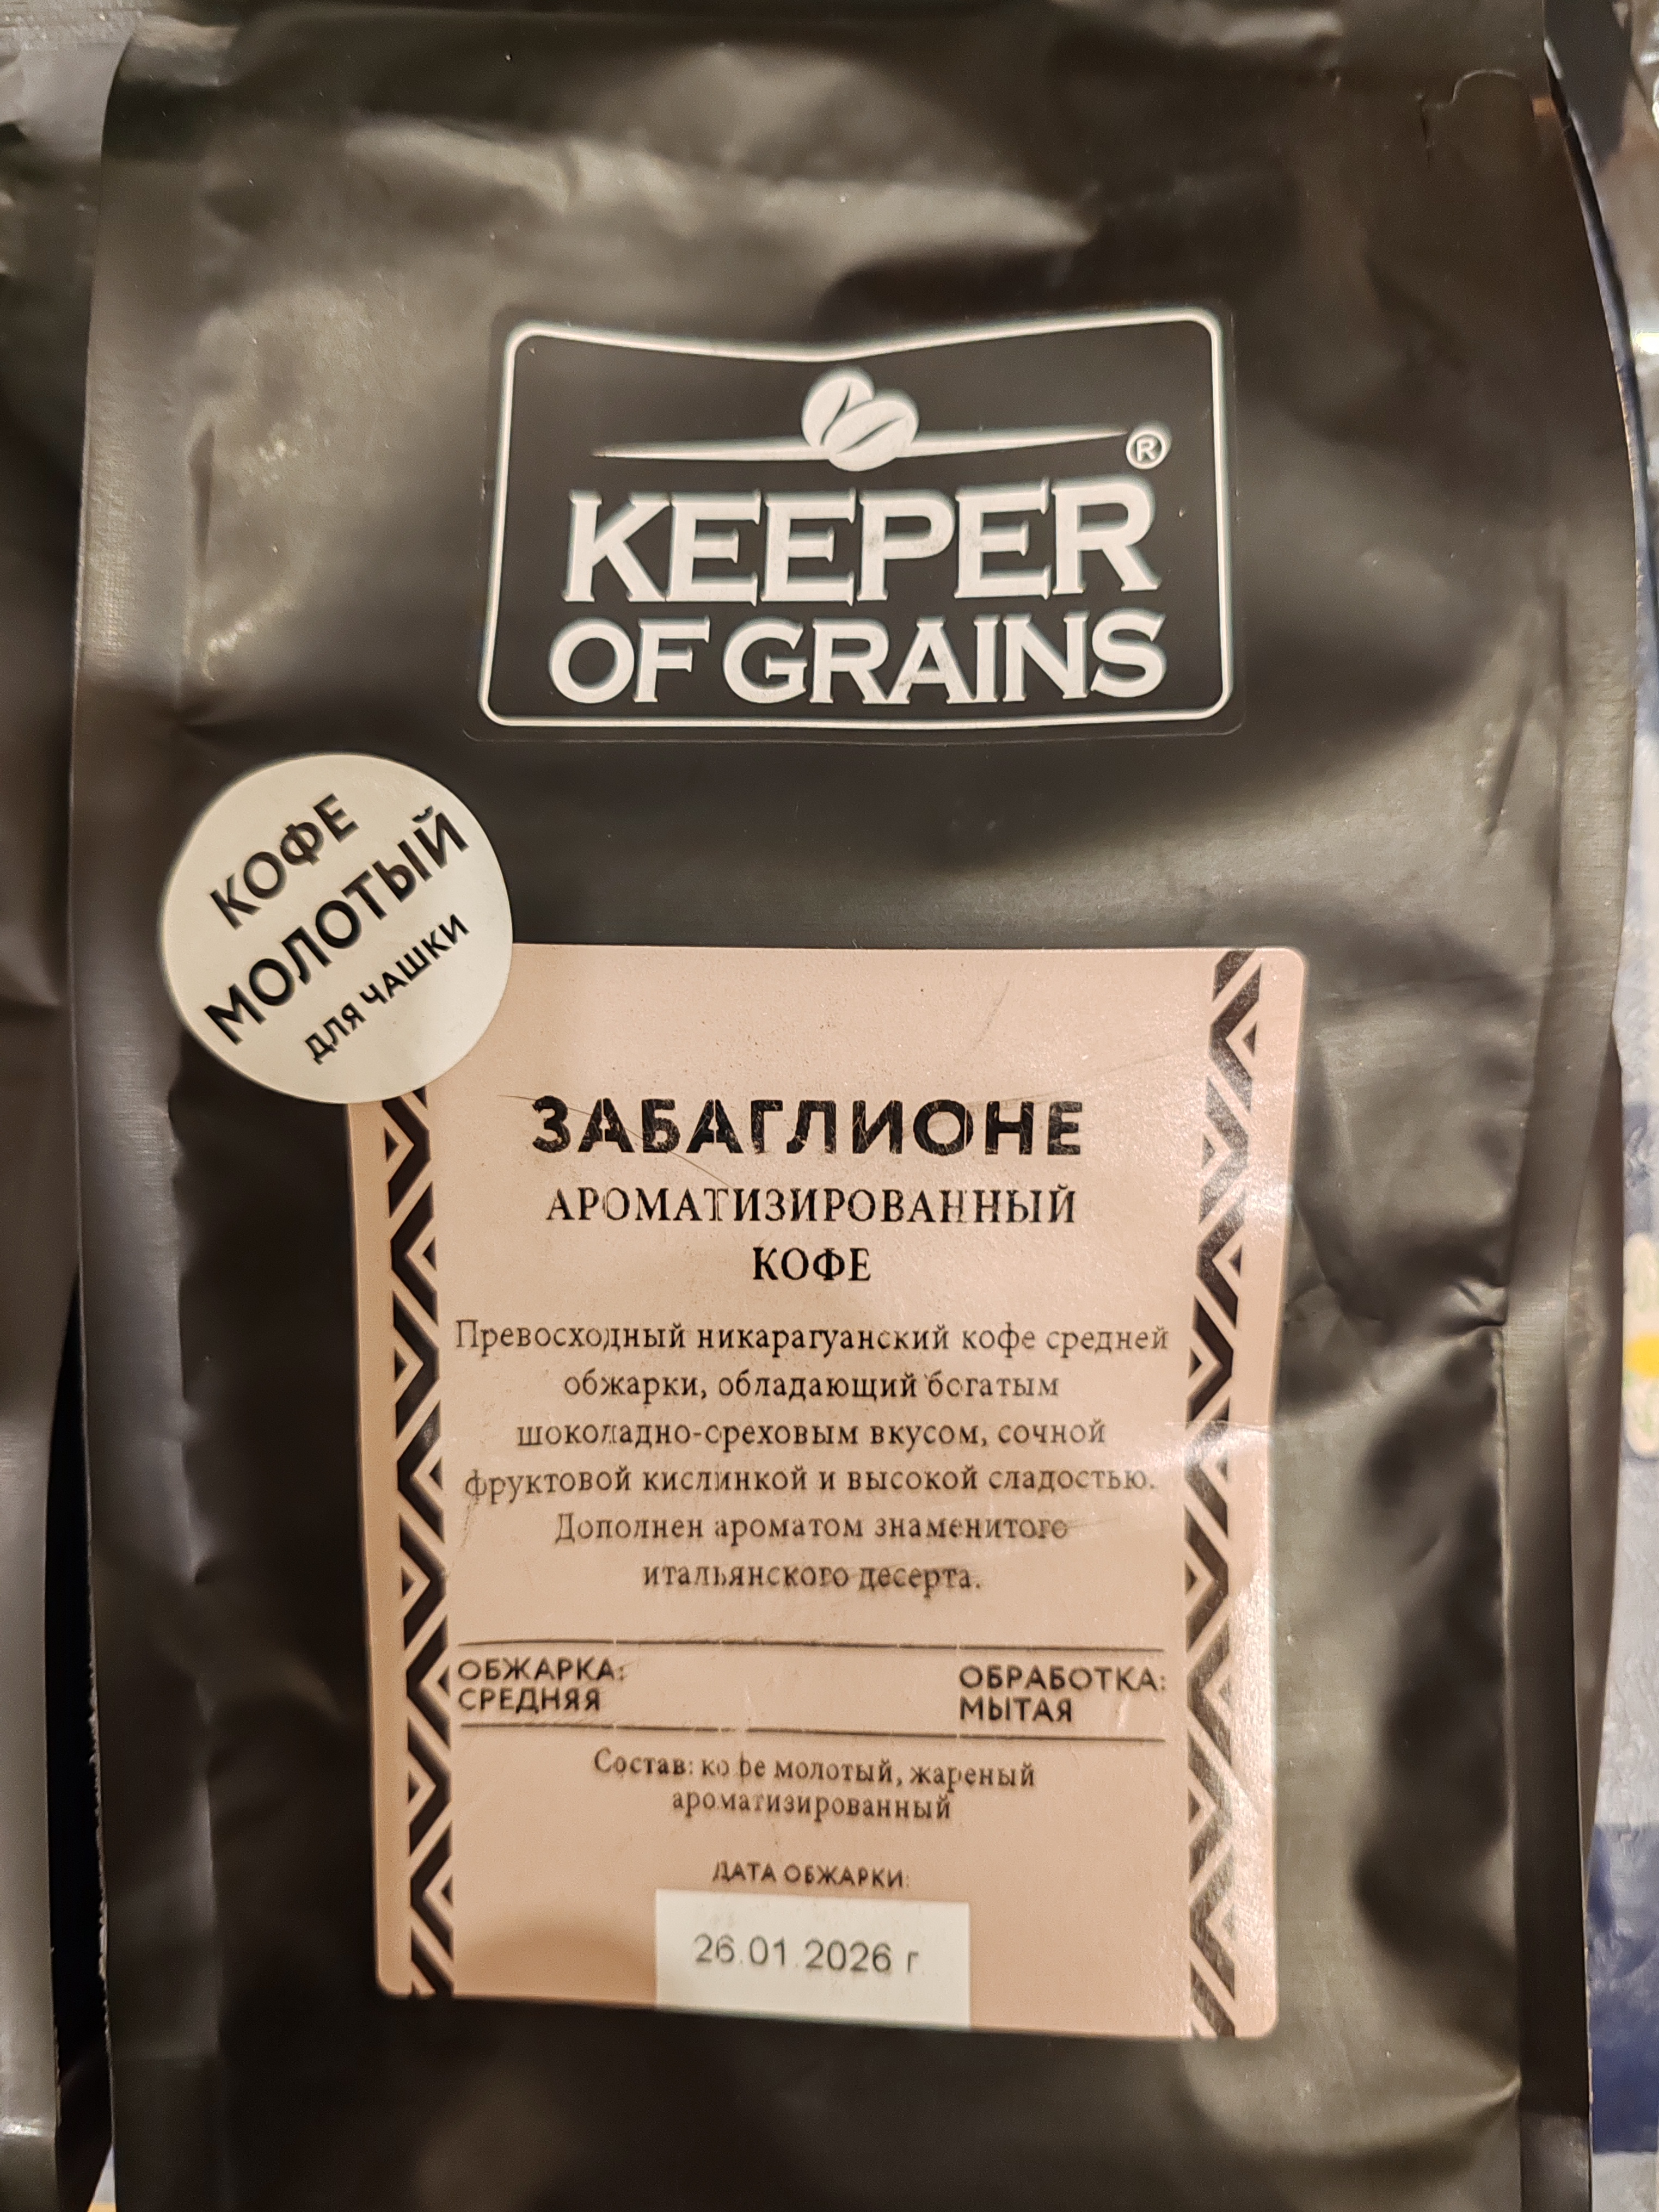 ®
KEEPER
OF GRAINS
КОФЕ
МОЛОТЫЙ
ДЛЯ ЧАШКИ
ЗАБАГЛИОНЕ
АРОМАТИЗИРОВАННЫЙ
КОФЕ
Превосходный никарагуанский кофе средней
обжарки, обладающий богатым
шоколадно-ореховым вкусом, сочной
фруктовой кислинкой и высокой сладостью.
Дополнен ароматом знаменитого
итальянского десерта.
ОБЖАРКА:
СРЕДНЯЯ
ОБРАБОТКА:
МЫТАЯ
Состав: кофе молотый, жареный
ароматизированный
ДАТА ОБЖАРКИ:
26.01.2026 г